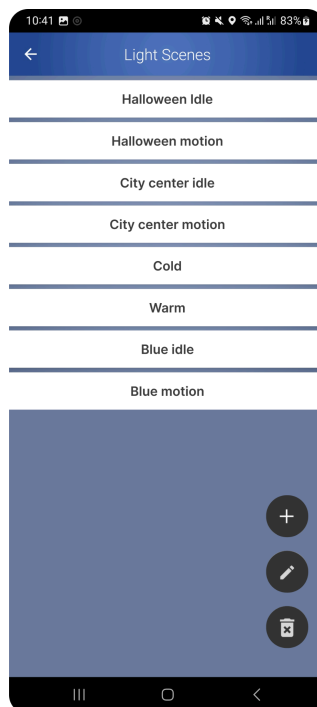 10:41 83%
Light Scenes
Halloween Idle
Halloween motion
City center idle
City center motion
Cold
Warm
Blue idle
Blue motion